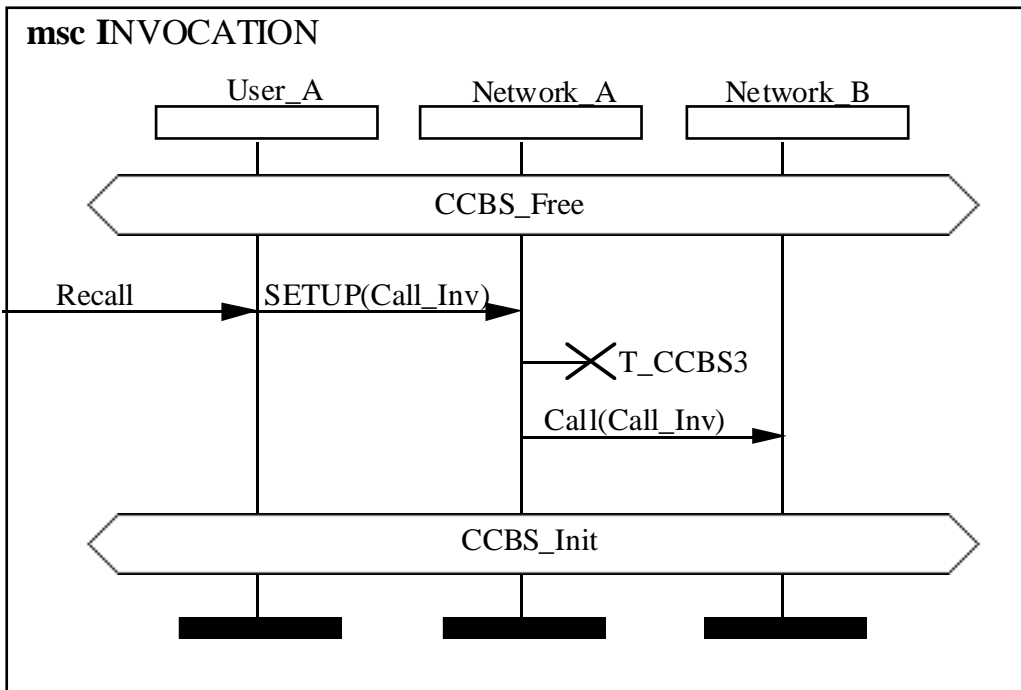 msc INVOCATION
User_A
Network_A
Network_B
CCBS_Free
Recall
SETUP(Call_Inv)
T_CCBS3
Call(Call_Inv)
CCBS_Init